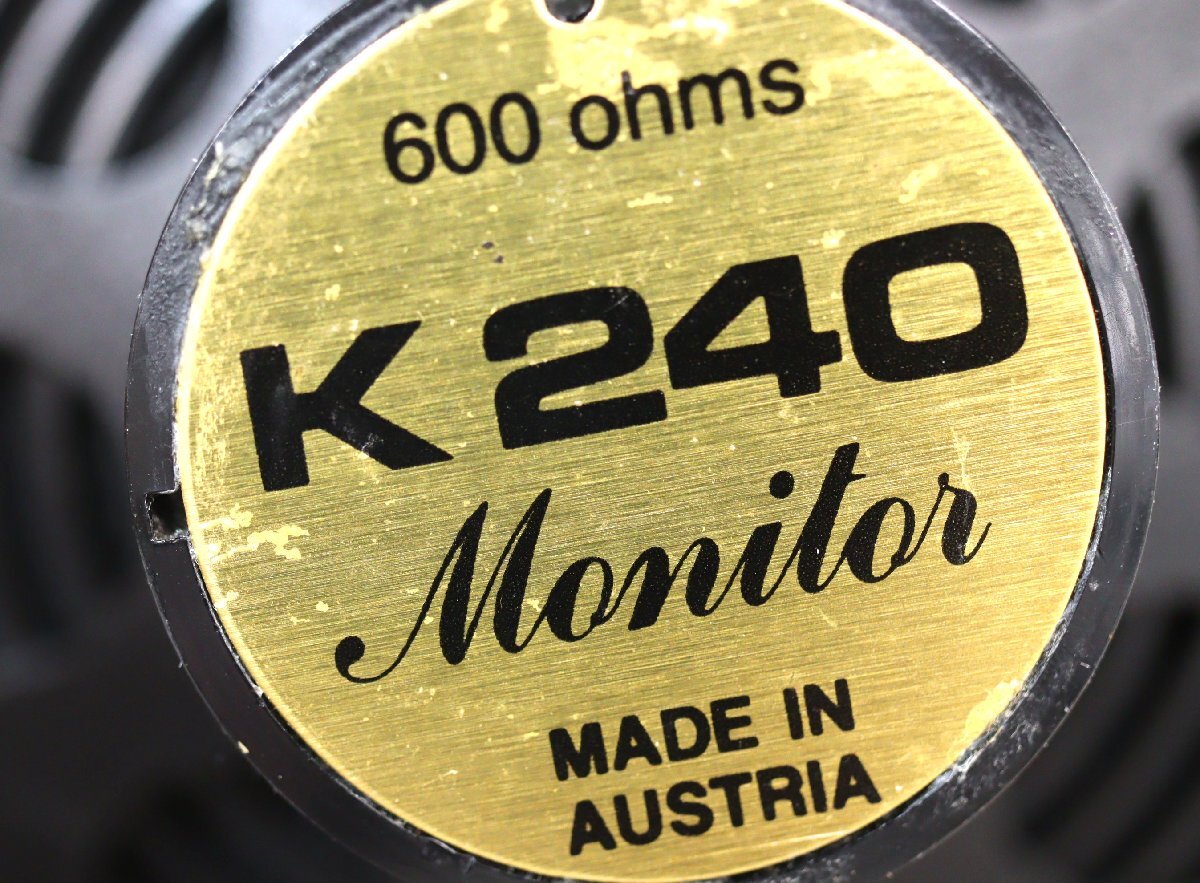 600 ohms
K 240
Monitor
MADE IN
AUSTRIA